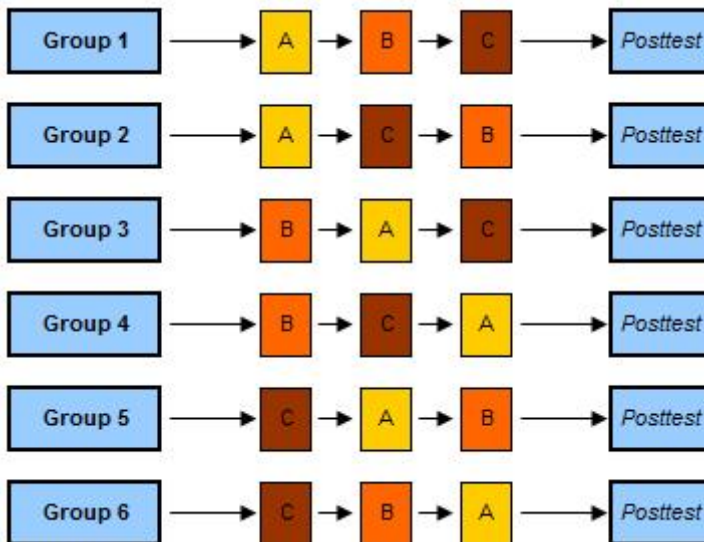 Group 1 A B C Posttest
Group 2 A C B Posttest
Group 3 B A C Posttest
Group 4 B C A Posttest
Group 5 C A B Posttest
Group 6 C B A Posttest